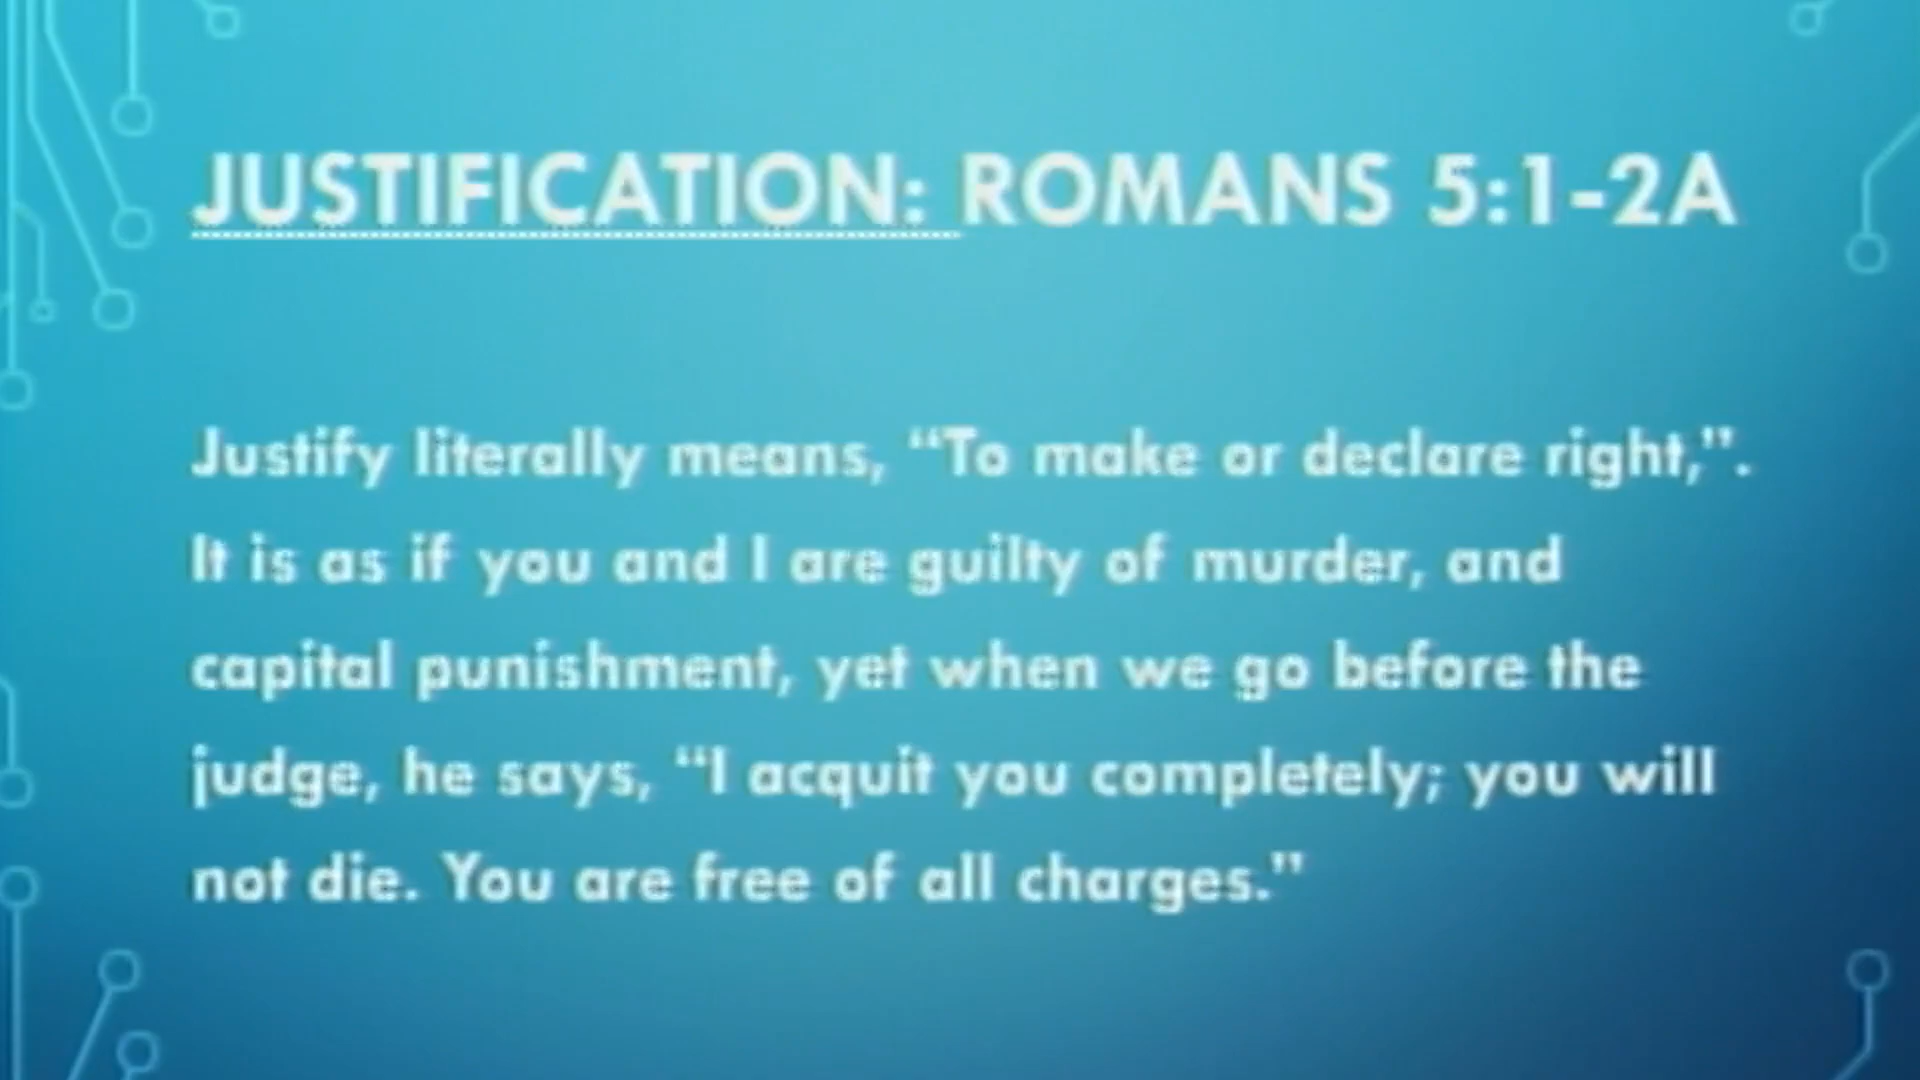 JUSTIFICATION: ROMANS 5:1-2A
Justify literally means, “To make or declare right,”.
It is as if you and I are guilty of murder, and
capital punishment, yet when we go before the
judge, he says, “I acquit you completely; you will
not die. You are free of all charges.”